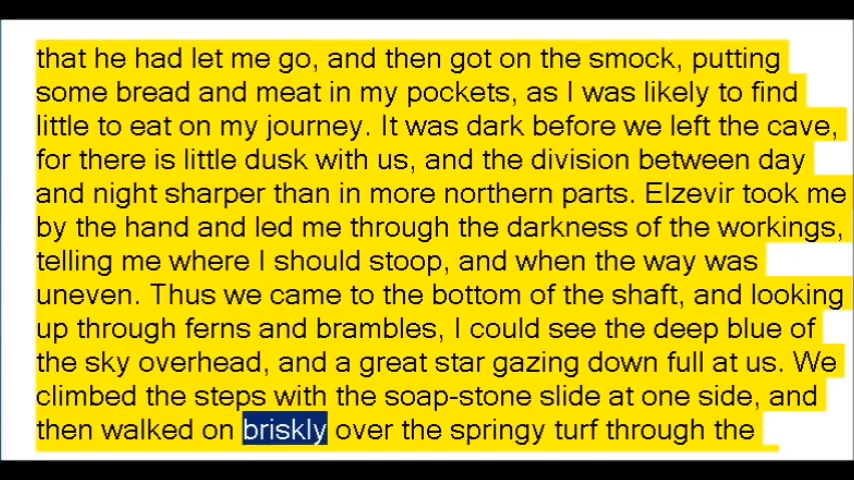 that he had let me go, and then got on the smock, putting
some bread and meat in my pockets, as I was likely to find
little to eat on my journey. It was dark before we left the cave,
for there is little dusk with us, and the division between day
and night sharper than in more northern parts. Elzevir took me
by the hand and led me through the darkness of the workings,
telling me where I should stoop, and when the way was
uneven. Thus we came to the bottom of the shaft, and looking
up through ferns and brambles, I could see the deep blue of
the sky overhead, and a great star gazing down full at us. We
climbed the steps with the soap-stone slide at one side, and
then walked on briskly over the springy turf through the